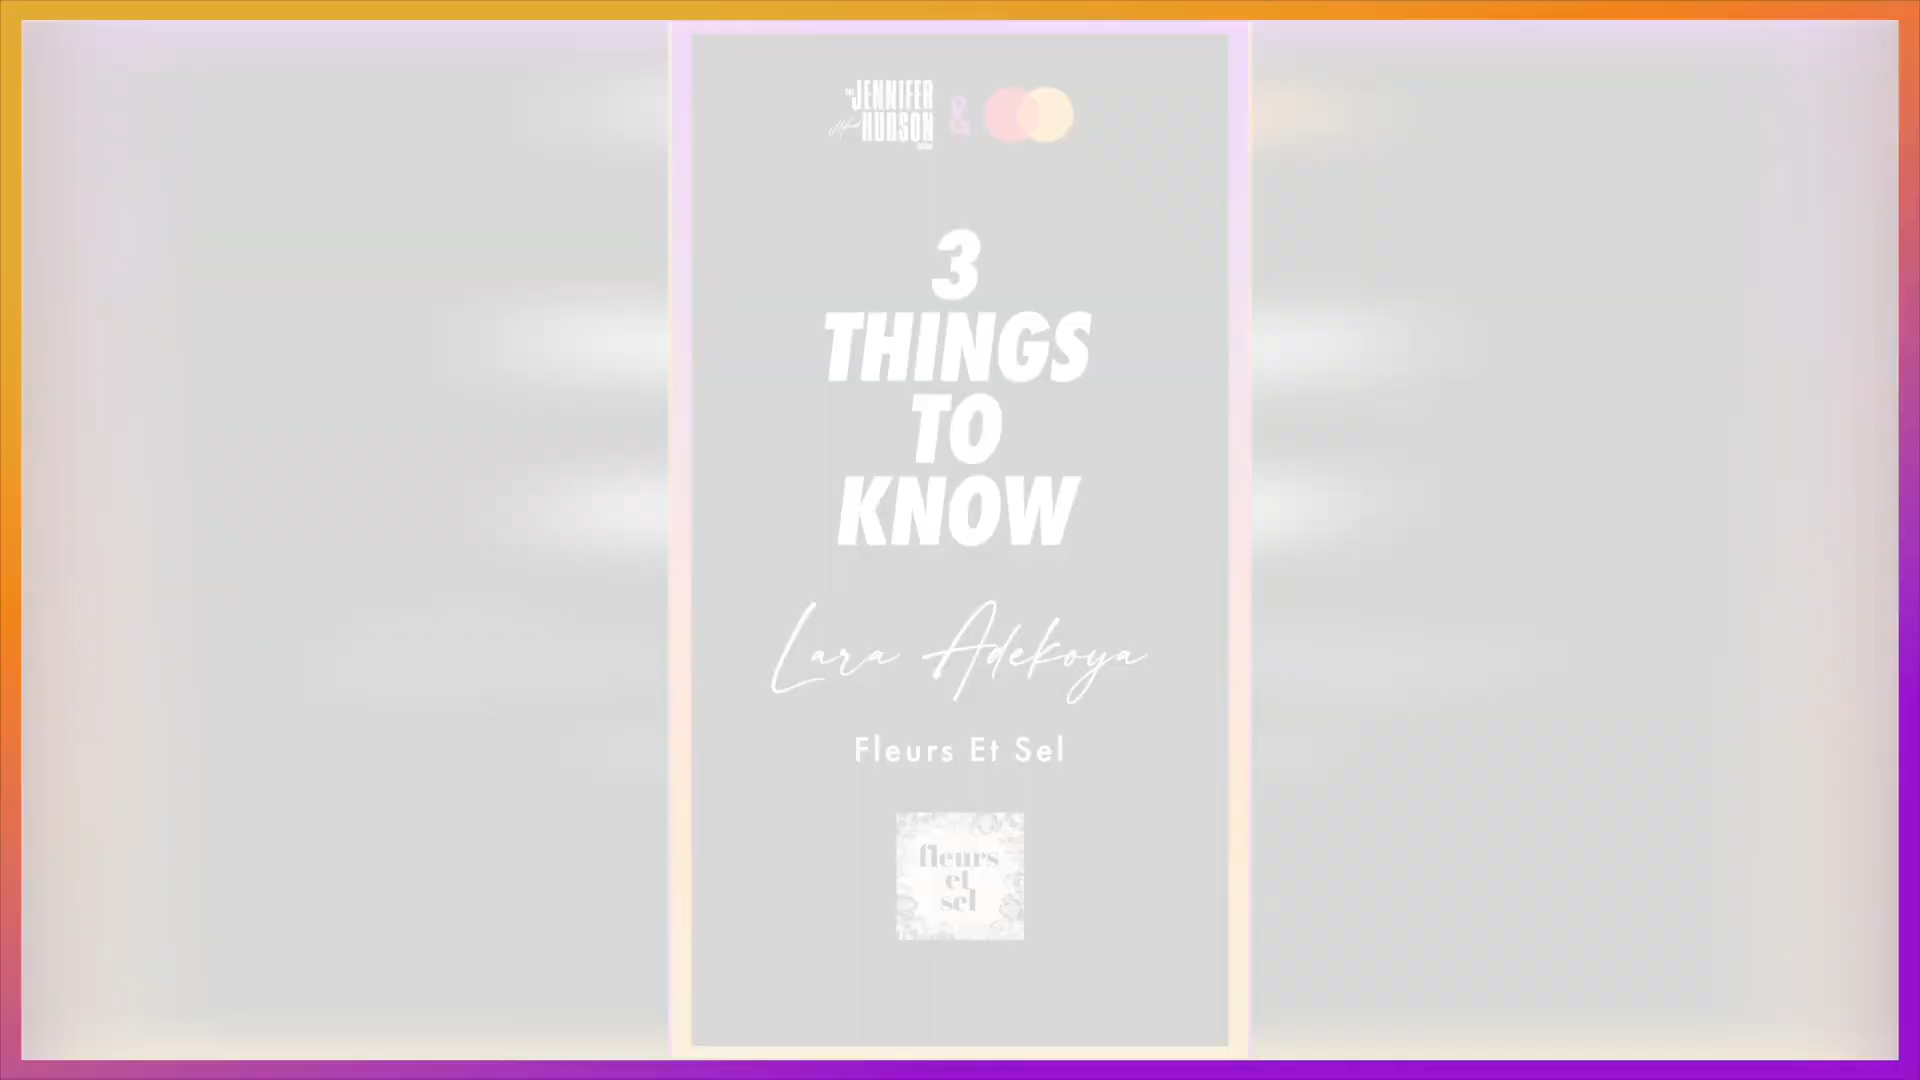 THE
JENNIFER
HUDSON
SHOW
&
3
THINGS
TO
KNOW
Lara Adekoya
Fleurs Et Sel
fleurs
et
sel